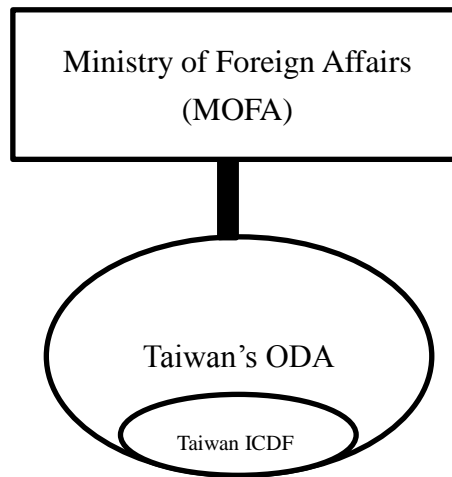 Ministry of Foreign Affairs
(MOFA)
Taiwan’s ODA
Taiwan ICDF